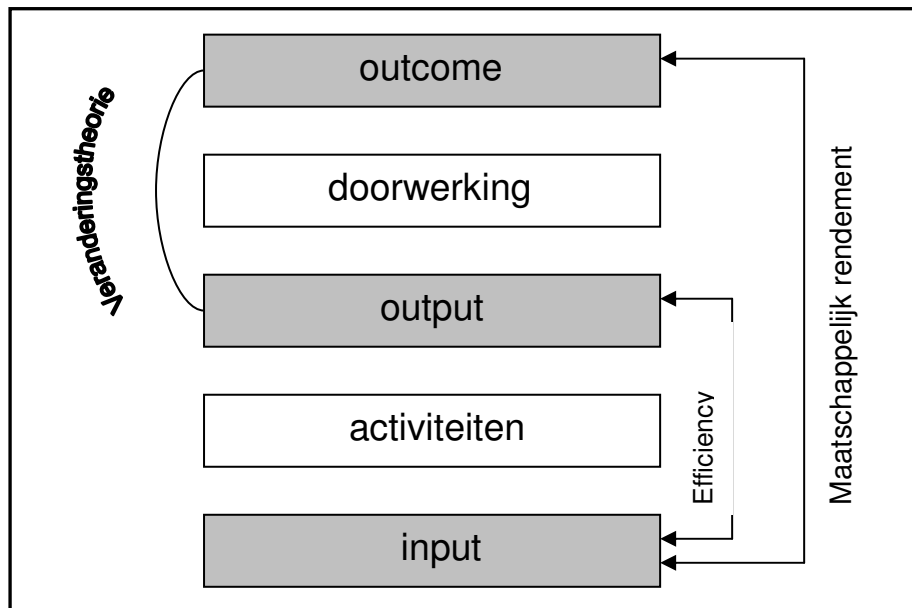 outcome
Veranderingstheorie
doorwerking
output
activiteiten
input
Efficiency
Maatschappelijk rendement